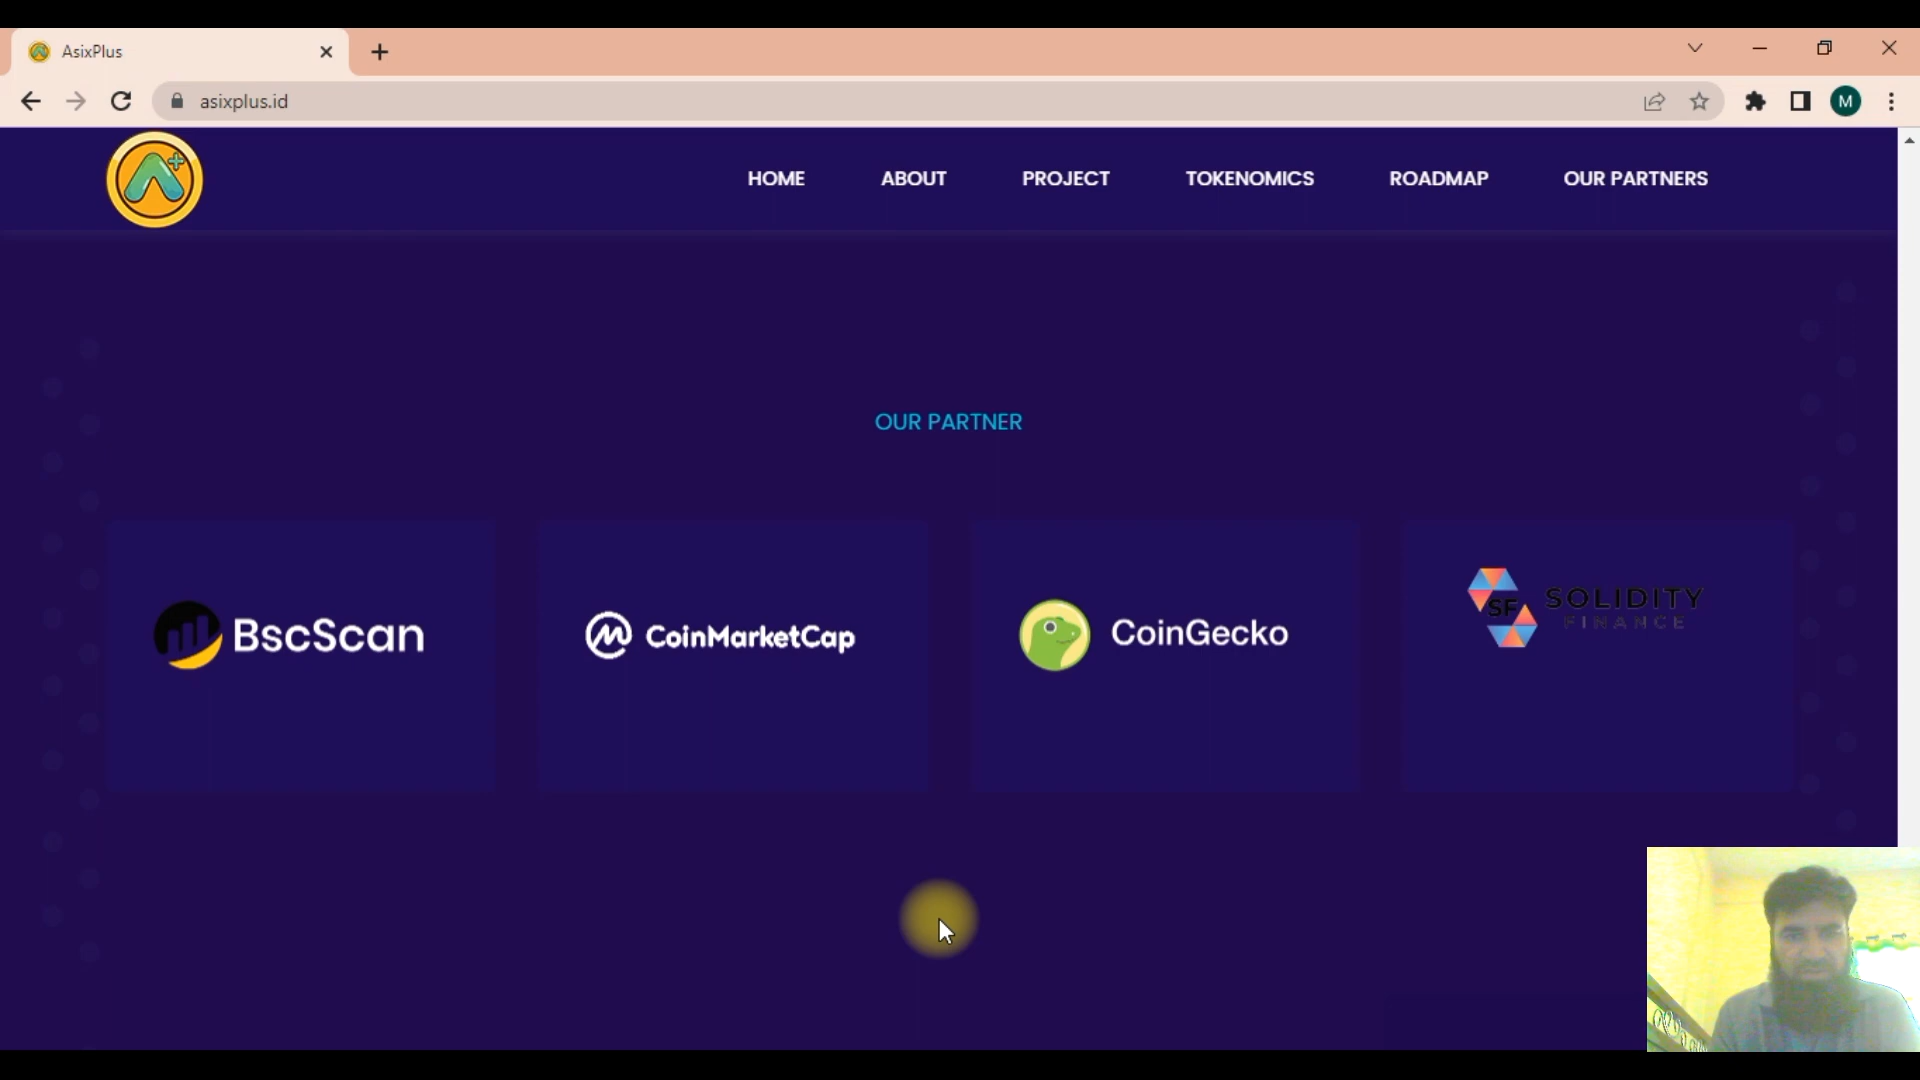 AsixPlus
asixplus.id
M
HOME ABOUT PROJECT TOKENOMICS ROADMAP OUR PARTNERS
OUR PARTNER
BscScan
CoinMarketCap
CoinGecko
SF SOLIDITY
FINANCE